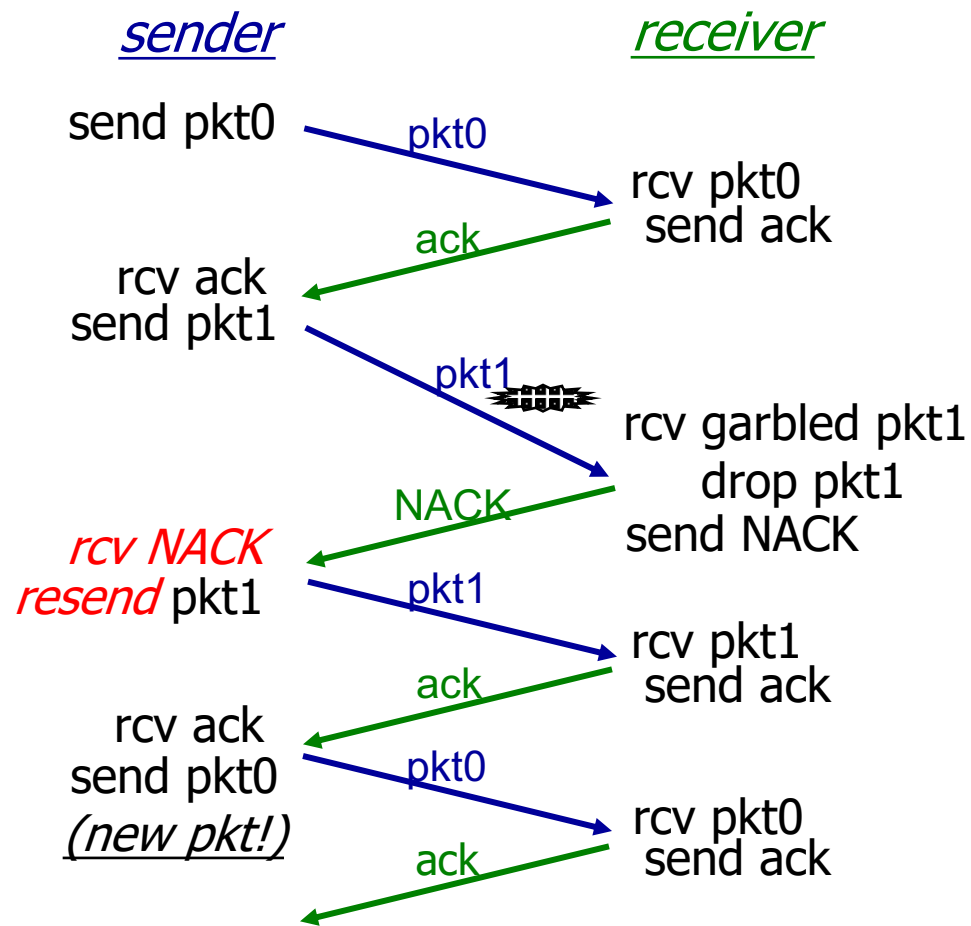 sender
receiver
send pkt0
pkt0
rcv pkt0
send ack
ack
rcv ack
send pkt1
pkt1
rcv garbled pkt1
drop pkt1
send NACK
NACK
rcv NACK
resend pkt1
pkt1
rcv pkt1
send ack
ack
rcv ack
send pkt0
(new pkt!)
pkt0
rcv pkt0
send ack
ack